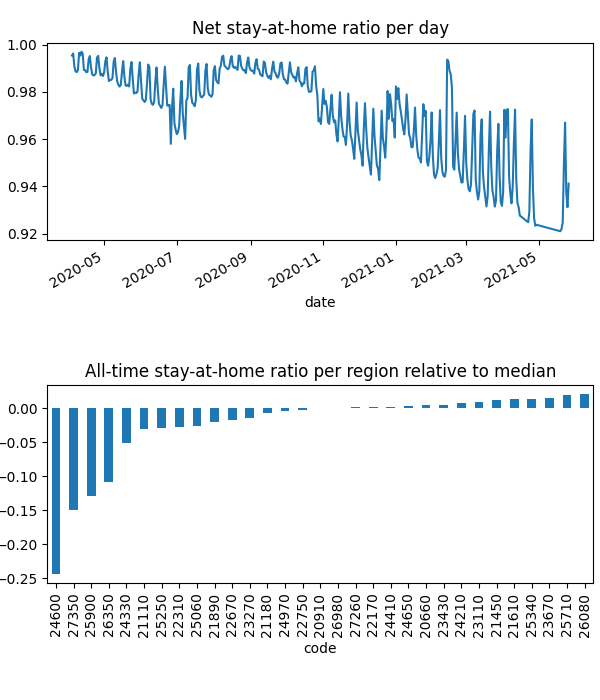 Net stay-at-home ratio per day
1.00
0.98
0.96
0.94
0.92
2020-05 2020-07 2020-09 2020-11 2021-01 2021-03 2021-05
date
All-time stay-at-home ratio per region relative to median
0.00
−0.05
−0.10
−0.15
−0.20
−0.25
24600 27350 25900 26350 24330 21110 25250 22310 25060 21890 22670 23270 21180 24970 22750 20910 26980 27260 22170 24410 24650 20660 23430 24210 23110 21450 21610 25340 23670 25710 26080
code